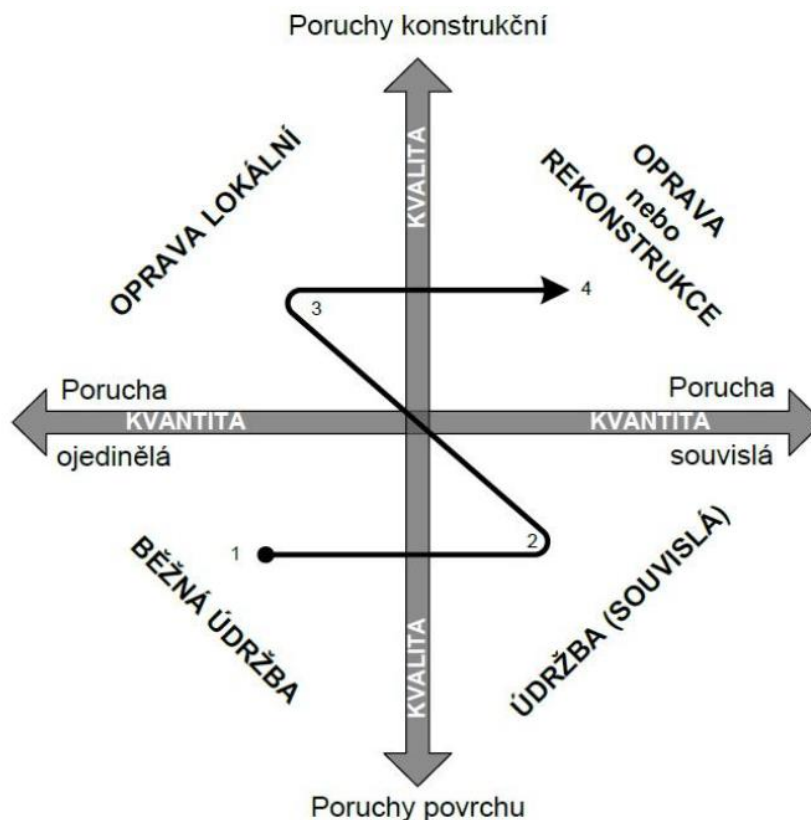 Poruchy konstrukční
KVALITA
OPRAVA LOKÁLNÍ
OPRAVA
nebo
REKONSTRUKCE
3
4
Porucha
Porucha
KVANTITA
KVANTITA
ojedinělá
souvislá
1
2
BĚŽNÁ ÚDRŽBA
ÚDRŽBA (SOUVISLÁ)
KVALITA
Poruchy povrchu